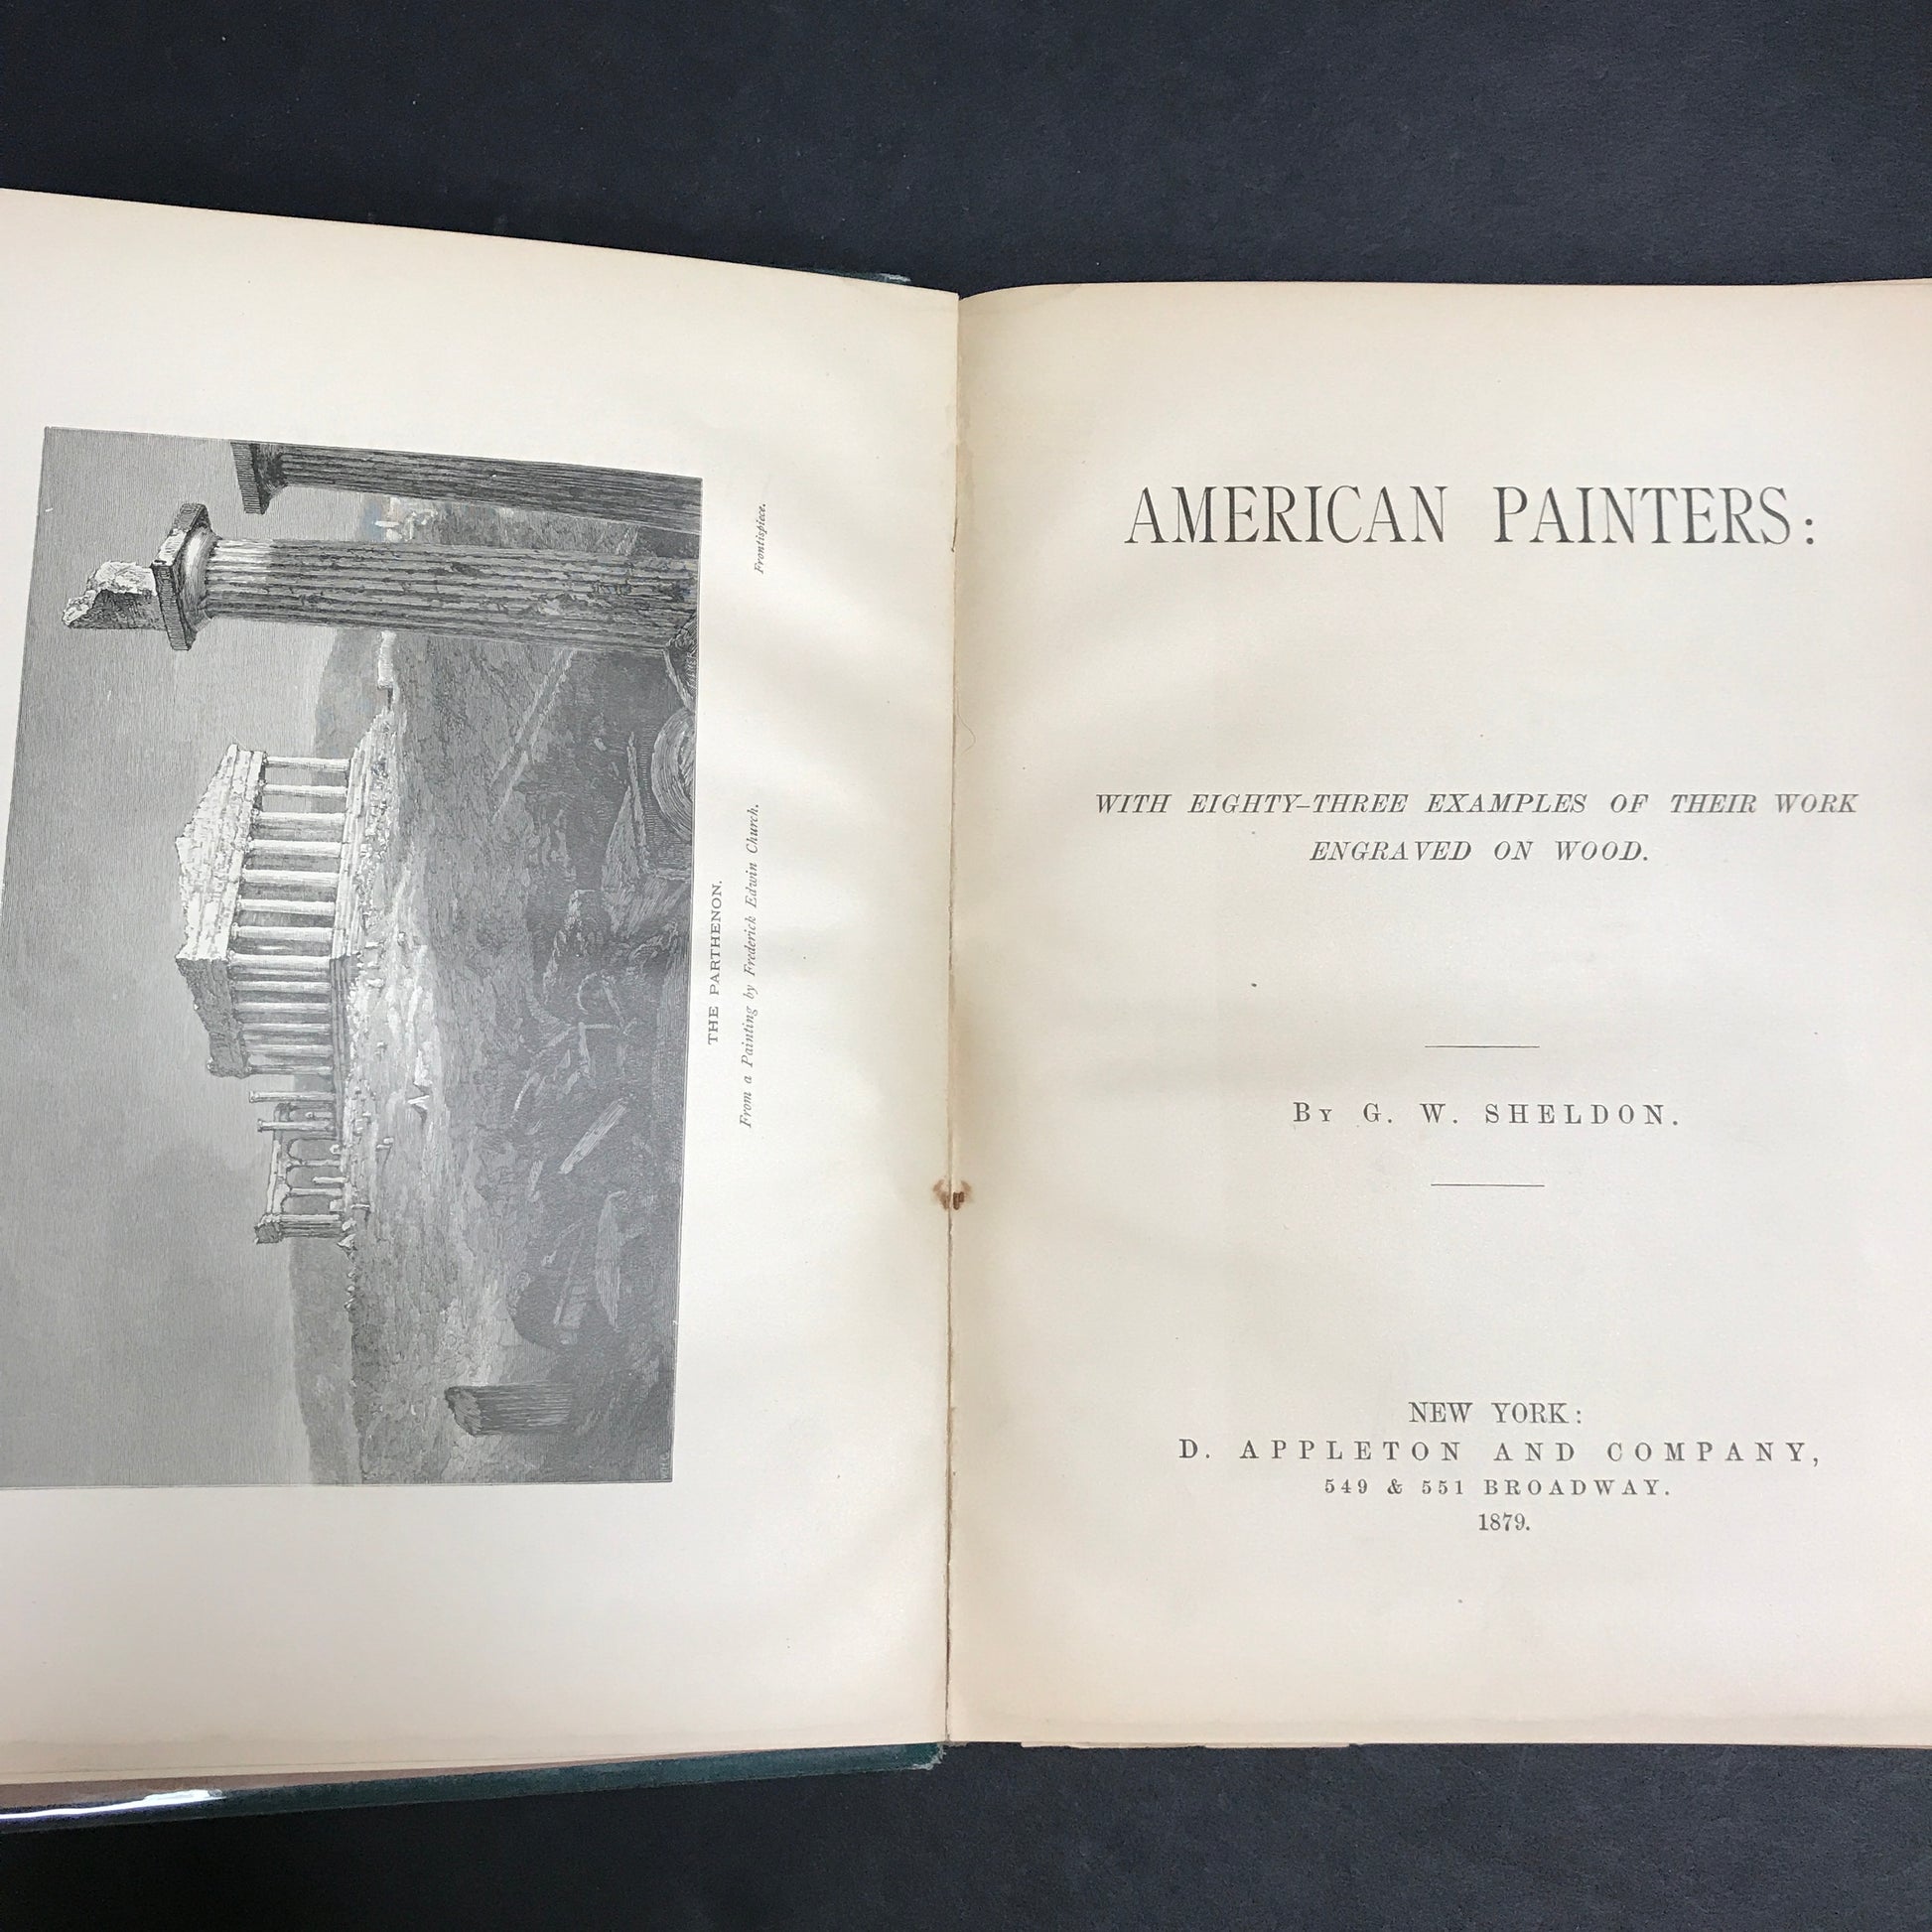 Frontispiece.
THE PARTHENON.
From a Painting by Frederick Edwin Church.
AMERICAN PAINTERS:
WITH EIGHTY-THREE EXAMPLES OF THEIR WORK
ENGRAVED ON WOOD.
BY G. W. SHELDON.
NEW YORK:
D. APPLETON AND COMPANY,
549 & 551 BROADWAY.
1879.